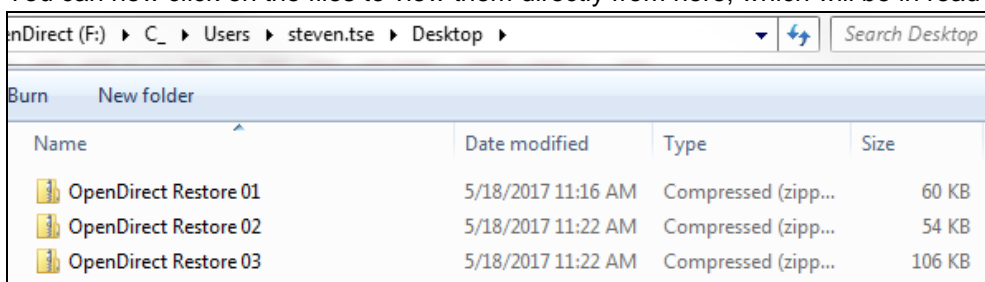 nDirect (F:) ▸ C_ ▸ Users ▸ steven.tse ▸ Desktop ▸ Search Desktop
Burn New folder
Name Date modified Type Size
OpenDirect Restore 01 5/18/2017 11:16 AM Compressed (zipp... 60 KB
OpenDirect Restore 02 5/18/2017 11:22 AM Compressed (zipp... 54 KB
OpenDirect Restore 03 5/18/2017 11:22 AM Compressed (zipp... 106 KB